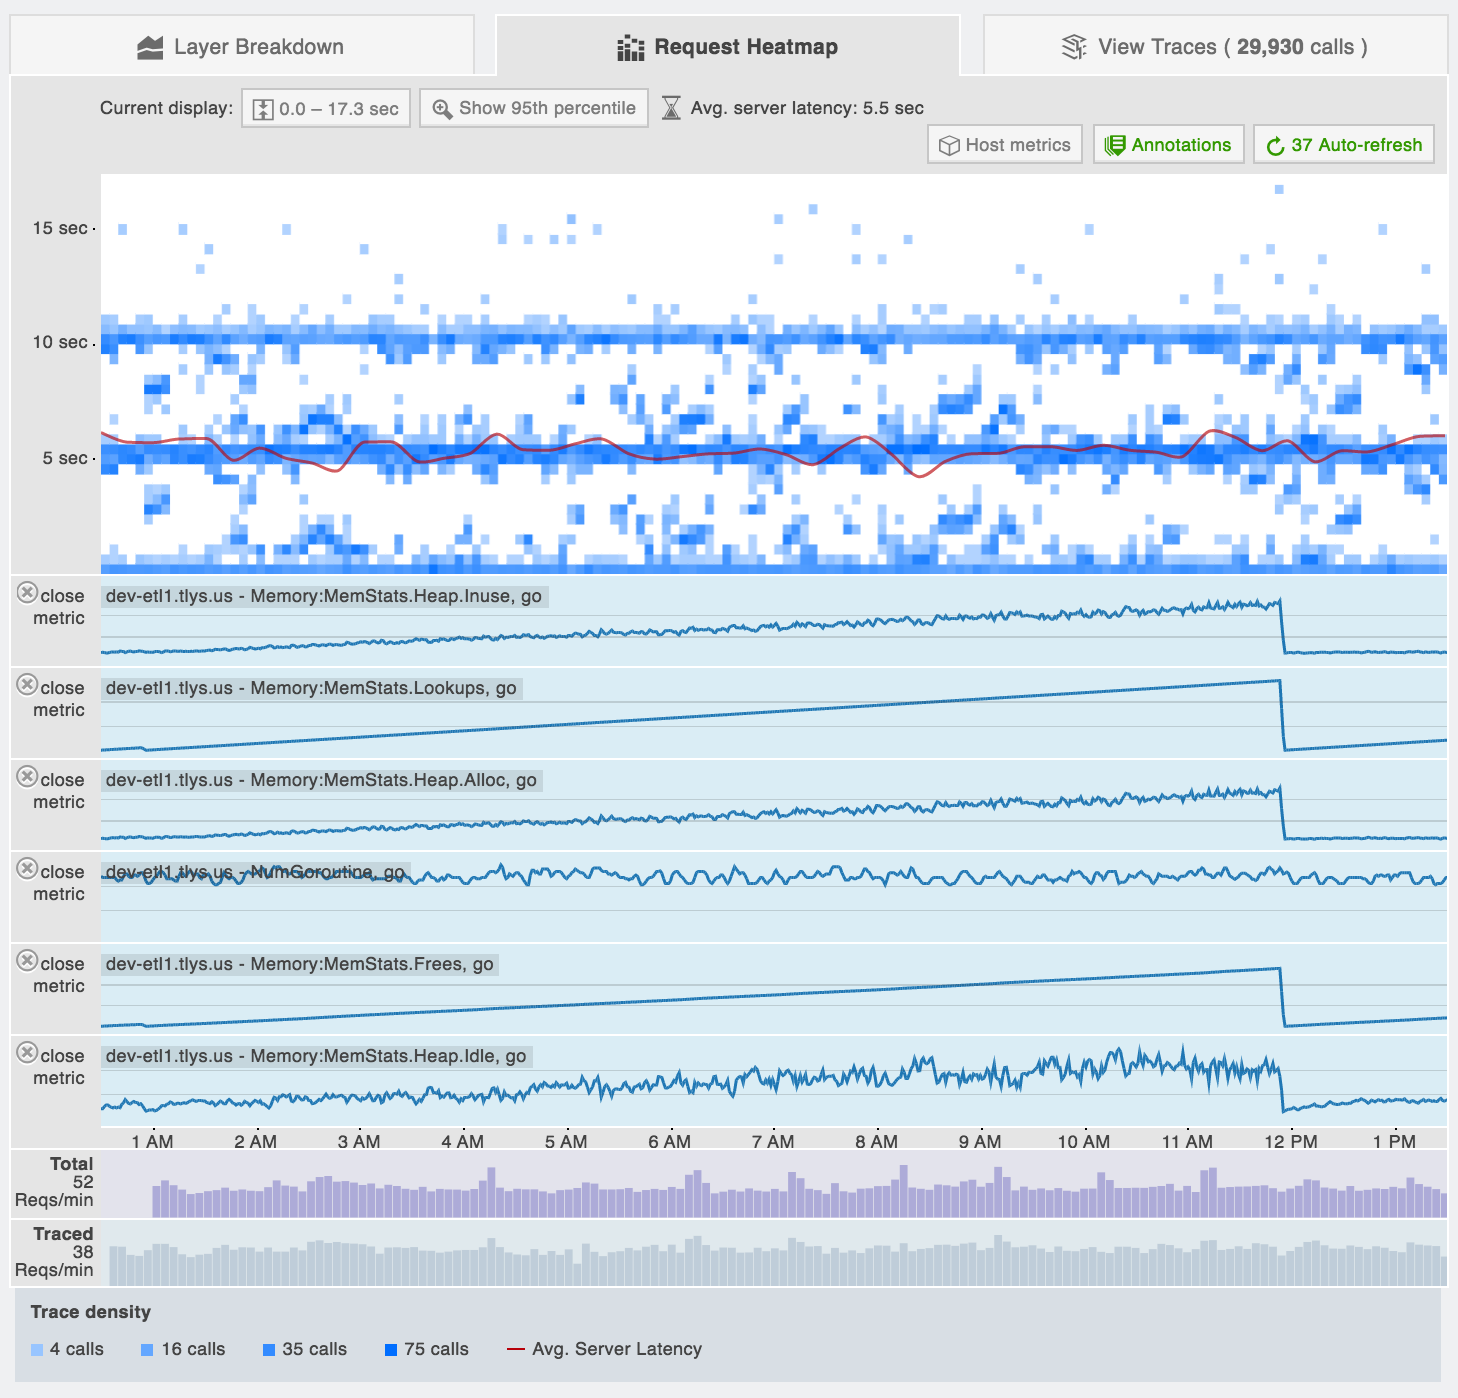 Layer Breakdown
Request Heatmap
View Traces ( 29,930 calls )
Current display:
0.0 – 17.3 sec
Show 95th percentile
Avg. server latency: 5.5 sec
Host metrics
Annotations
37 Auto-refresh
15 sec
10 sec
5 sec
close
metric
dev-etl1.tlys.us - Memory:MemStats.Heap.Inuse, go
close
metric
dev-etl1.tlys.us - Memory:MemStats.Lookups, go
close
metric
dev-etl1.tlys.us - Memory:MemStats.Heap.Alloc, go
close
metric
dev-etl1.tlys.us - NumGoroutine, go
close
metric
dev-etl1.tlys.us - Memory:MemStats.Frees, go
close
metric
dev-etl1.tlys.us - Memory:MemStats.Heap.Idle, go
1 AM 2 AM 3 AM 4 AM 5 AM 6 AM 7 AM 8 AM 9 AM 10 AM 11 AM 12 PM 1 PM
Total
52
Reqs/min
Traced
38
Reqs/min
Trace density
4 calls 16 calls 35 calls 75 calls Avg. Server Latency